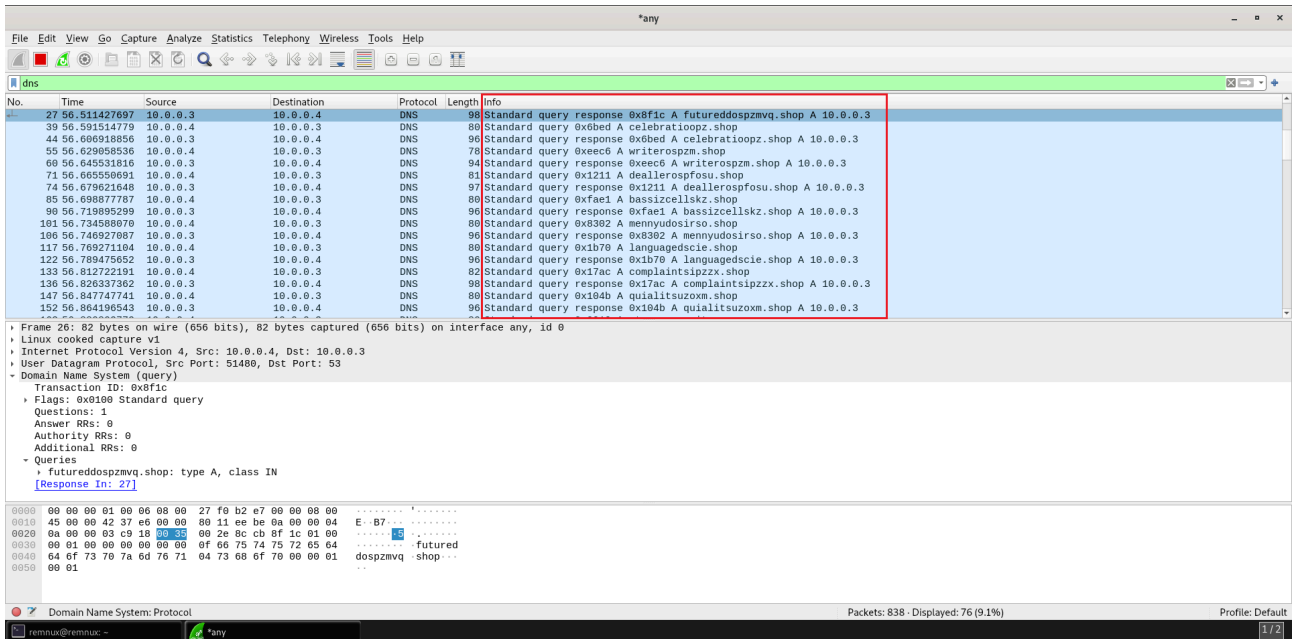 *any
File Edit View Go Capture Analyze Statistics Telephony Wireless Tools Help
dns
No. Time Source Destination Protocol Length Info
27 56.511427697 10.0.0.3 10.0.0.4 DNS 98 Standard query response 0x8f1c A futureddospzmvq.shop A 10.0.0.3
39 56.591514779 10.0.0.4 10.0.0.3 DNS 80 Standard query 0x6bed A celebratioopz.shop
44 56.606918856 10.0.0.3 10.0.0.4 DNS 96 Standard query response 0x6bed A celebratioopz.shop A 10.0.0.3
55 56.629058536 10.0.0.4 10.0.0.3 DNS 78 Standard query 0xeec6 A writerospzm.shop
60 56.645531816 10.0.0.3 10.0.0.4 DNS 94 Standard query response 0xeec6 A writerospzm.shop A 10.0.0.3
71 56.665550691 10.0.0.4 10.0.0.3 DNS 81 Standard query 0x1211 A deallerospfosu.shop
74 56.679621648 10.0.0.3 10.0.0.4 DNS 97 Standard query response 0x1211 A deallerospfosu.shop A 10.0.0.3
85 56.698877787 10.0.0.4 10.0.0.3 DNS 80 Standard query 0xfae1 A bassizcellskz.shop
90 56.719895299 10.0.0.3 10.0.0.4 DNS 96 Standard query response 0xfae1 A bassizcellskz.shop A 10.0.0.3
101 56.734588070 10.0.0.4 10.0.0.3 DNS 80 Standard query 0x8302 A mennyudosirso.shop
106 56.746927087 10.0.0.3 10.0.0.4 DNS 96 Standard query response 0x8302 A mennyudosirso.shop A 10.0.0.3
117 56.769271104 10.0.0.4 10.0.0.3 DNS 80 Standard query 0x1b70 A languagedscie.shop
122 56.789475652 10.0.0.3 10.0.0.4 DNS 96 Standard query response 0x1b70 A languagedscie.shop A 10.0.0.3
133 56.812722191 10.0.0.4 10.0.0.3 DNS 82 Standard query 0x17ac A complaintsipzzx.shop
136 56.826337362 10.0.0.3 10.0.0.4 DNS 98 Standard query response 0x17ac A complaintsipzzx.shop A 10.0.0.3
147 56.847747741 10.0.0.4 10.0.0.3 DNS 80 Standard query 0x104b A quialitsuzoxm.shop
152 56.864196543 10.0.0.3 10.0.0.4 DNS 96 Standard query response 0x104b A quialitsuzoxm.shop A 10.0.0.3
Frame 26: 82 bytes on wire (656 bits), 82 bytes captured (656 bits) on interface any, id 0
Linux cooked capture v1
Internet Protocol Version 4, Src: 10.0.0.4, Dst: 10.0.0.3
User Datagram Protocol, Src Port: 51480, Dst Port: 53
Domain Name System (query)
Transaction ID: 0x8f1c
Flags: 0x0100 Standard query
Questions: 1
Answer RRs: 0
Authority RRs: 0
Additional RRs: 0
Queries
futureddospzmvq.shop: type A, class IN
[Response In: 27]
0000 00 00 00 01 00 06 08 00 27 f0 b2 e7 00 00 08 00 ········ '·······
0010 45 00 00 42 37 e6 00 00 80 11 ee be 0a 00 00 04 E··B7··· ········
0020 0a 00 00 03 c9 18 00 35 00 2e 8c cb 8f 1c 01 00 ·······5 ·.······
0030 00 01 00 00 00 00 00 00 0f 66 75 74 75 72 65 64 ········ ·futured
0040 64 6f 73 70 7a 6d 76 71 04 73 68 6f 70 00 00 01 dospzmvq ·shop···
0050 00 01 ··
Domain Name System: Protocol Packets: 838 · Displayed: 76 (9.1%) Profile: Default
remnux@remnux: ~ *any 1 / 2